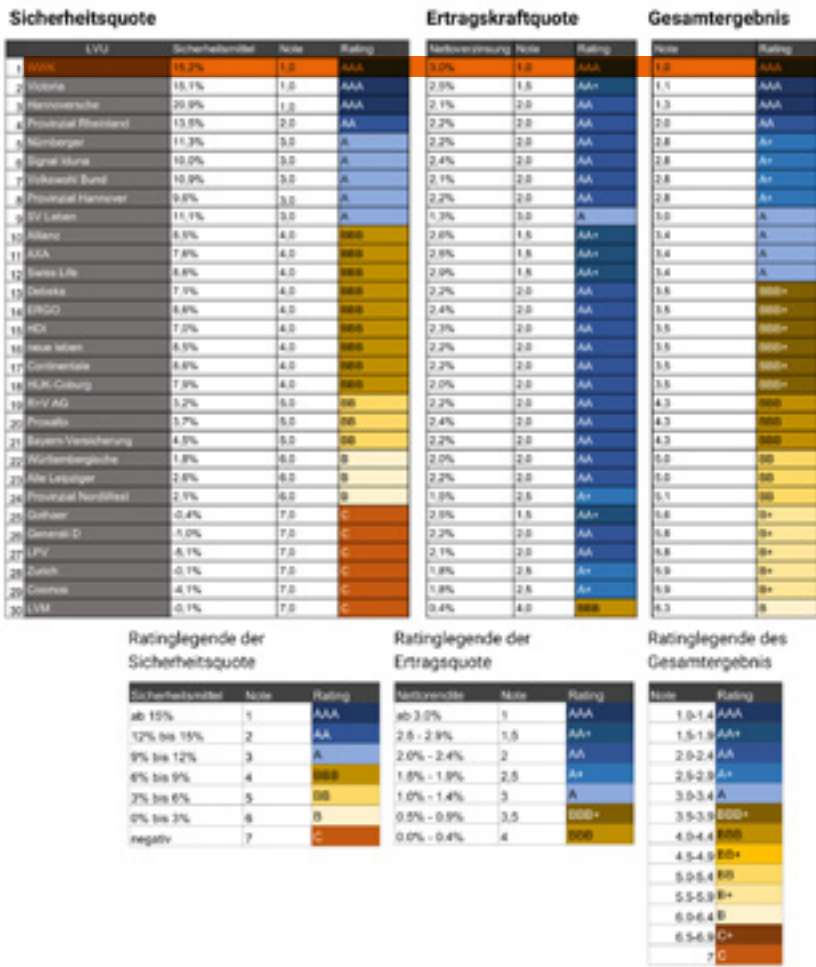 Sicherheitsquote Ertragskraftquote Gesamtergebnis
LVU Sicherheitsmittel Note Rating Nettoverzinsung Note Rating Note Rating
1 WWK 15,2% 1,0 AAA 3,0% 1,0 AAA 1,0 AAA
2 Victoria 15,1% 1,0 AAA 2,5% 1,5 AA+ 1,1 AAA
3 Hannoversche 20,9% 1,0 AAA 2,1% 2,0 AA 1,3 AAA
4 Provinzial Rheinland 13,5% 2,0 AA 2,2% 2,0 AA 2,0 AA
5 Nürnberger 11,3% 3,0 A 2,2% 2,0 AA 2,8 A+
6 Signal Iduna 10,0% 3,0 A 2,4% 2,0 AA 2,8 A+
7 Volkswohl Bund 10,9% 3,0 A 2,1% 2,0 AA 2,8 A+
8 Provinzial Hannover 9,6% 3,0 A 2,2% 2,0 AA 2,8 A+
9 SV Leben 11,1% 3,0 A 1,3% 3,0 A 3,0 A
10 Allianz 8,5% 4,0 BBB 2,6% 1,5 AA+ 3,4 A
11 AXA 7,6% 4,0 BBB 2,5% 1,5 AA+ 3,4 A
12 Swiss Life 8,6% 4,0 BBB 2,9% 1,5 AA+ 3,4 A
13 Debeka 7,1% 4,0 BBB 2,2% 2,0 AA 3,5 BBB+
14 ERGO 8,8% 4,0 BBB 2,4% 2,0 AA 3,5 BBB+
15 HDI 7,0% 4,0 BBB 2,3% 2,0 AA 3,5 BBB+
16 neue leben 8,5% 4,0 BBB 2,2% 2,0 AA 3,5 BBB+
17 Continentale 8,8% 4,0 BBB 2,2% 2,0 AA 3,5 BBB+
18 HUK-Coburg 7,9% 4,0 BBB 2,0% 2,0 AA 3,5 BBB+
19 R+V AG 3,2% 5,0 BB 2,2% 2,0 AA 4,3 BBB
20 Proxalto 3,7% 5,0 BB 2,4% 2,0 AA 4,3 BBB
21 Bayern-Versicherung 4,5% 5,0 BB 2,2% 2,0 AA 4,3 BBB
22 Württembergische 1,8% 6,0 B 2,0% 2,0 AA 5,0 BB
23 Alte Leipziger 2,8% 6,0 B 2,2% 2,0 AA 5,0 BB
24 Provinzial NordWest 2,1% 6,0 B 1,5% 2,5 A+ 5,1 BB
25 Gothaer -0,4% 7,0 C 2,5% 1,5 AA+ 5,6 B+
26 Generali D -1,0% 7,0 C 2,2% 2,0 AA 5,8 B+
27 LPV -5,1% 7,0 C 2,1% 2,0 AA 5,8 B+
28 Zurich -0,1% 7,0 C 1,8% 2,5 A+ 5,9 B+
29 Cosmos -4,1% 7,0 C 1,8% 2,5 A+ 5,9 B+
30 LVM -0,1% 7,0 C 0,4% 4,0 BBB 6,3 B
Ratinglegende der Ratinglegende der Ratinglegende des
Sicherheitsquote Ertragsquote Gesamtergebnis
Sicherheitsmittel Note Rating Nettorendite Note Rating Note Rating
ab 15% 1 AAA ab 3.0% 1 AAA 1.0-1.4 AAA
12% bis 15% 2 AA 2.5 - 2.9% 1,5 AA+ 1,5-1.9 AA+
9% bis 12% 3 A 2.0% - 2.4% 2 AA 2.0-2.4 AA
6% bis 9% 4 BBB 1.5% - 1.9% 2,5 A+ 2.5-2.9 A+
3% bis 6% 5 BB 1.0% - 1.4% 3 A 3.0-3.4 A
0% bis 3% 6 B 0.5% - 0.9% 3,5 BBB+ 3.5-3.9 BBB+
negativ 7 C 0.0% - 0.4% 4 BBB 4.0-4.4 BBB
4.5-4.9 BB+
5.0-5.4 BB
5.5-5.9 B+
6.0-6.4 B
6.5-6.9 C+
7 C